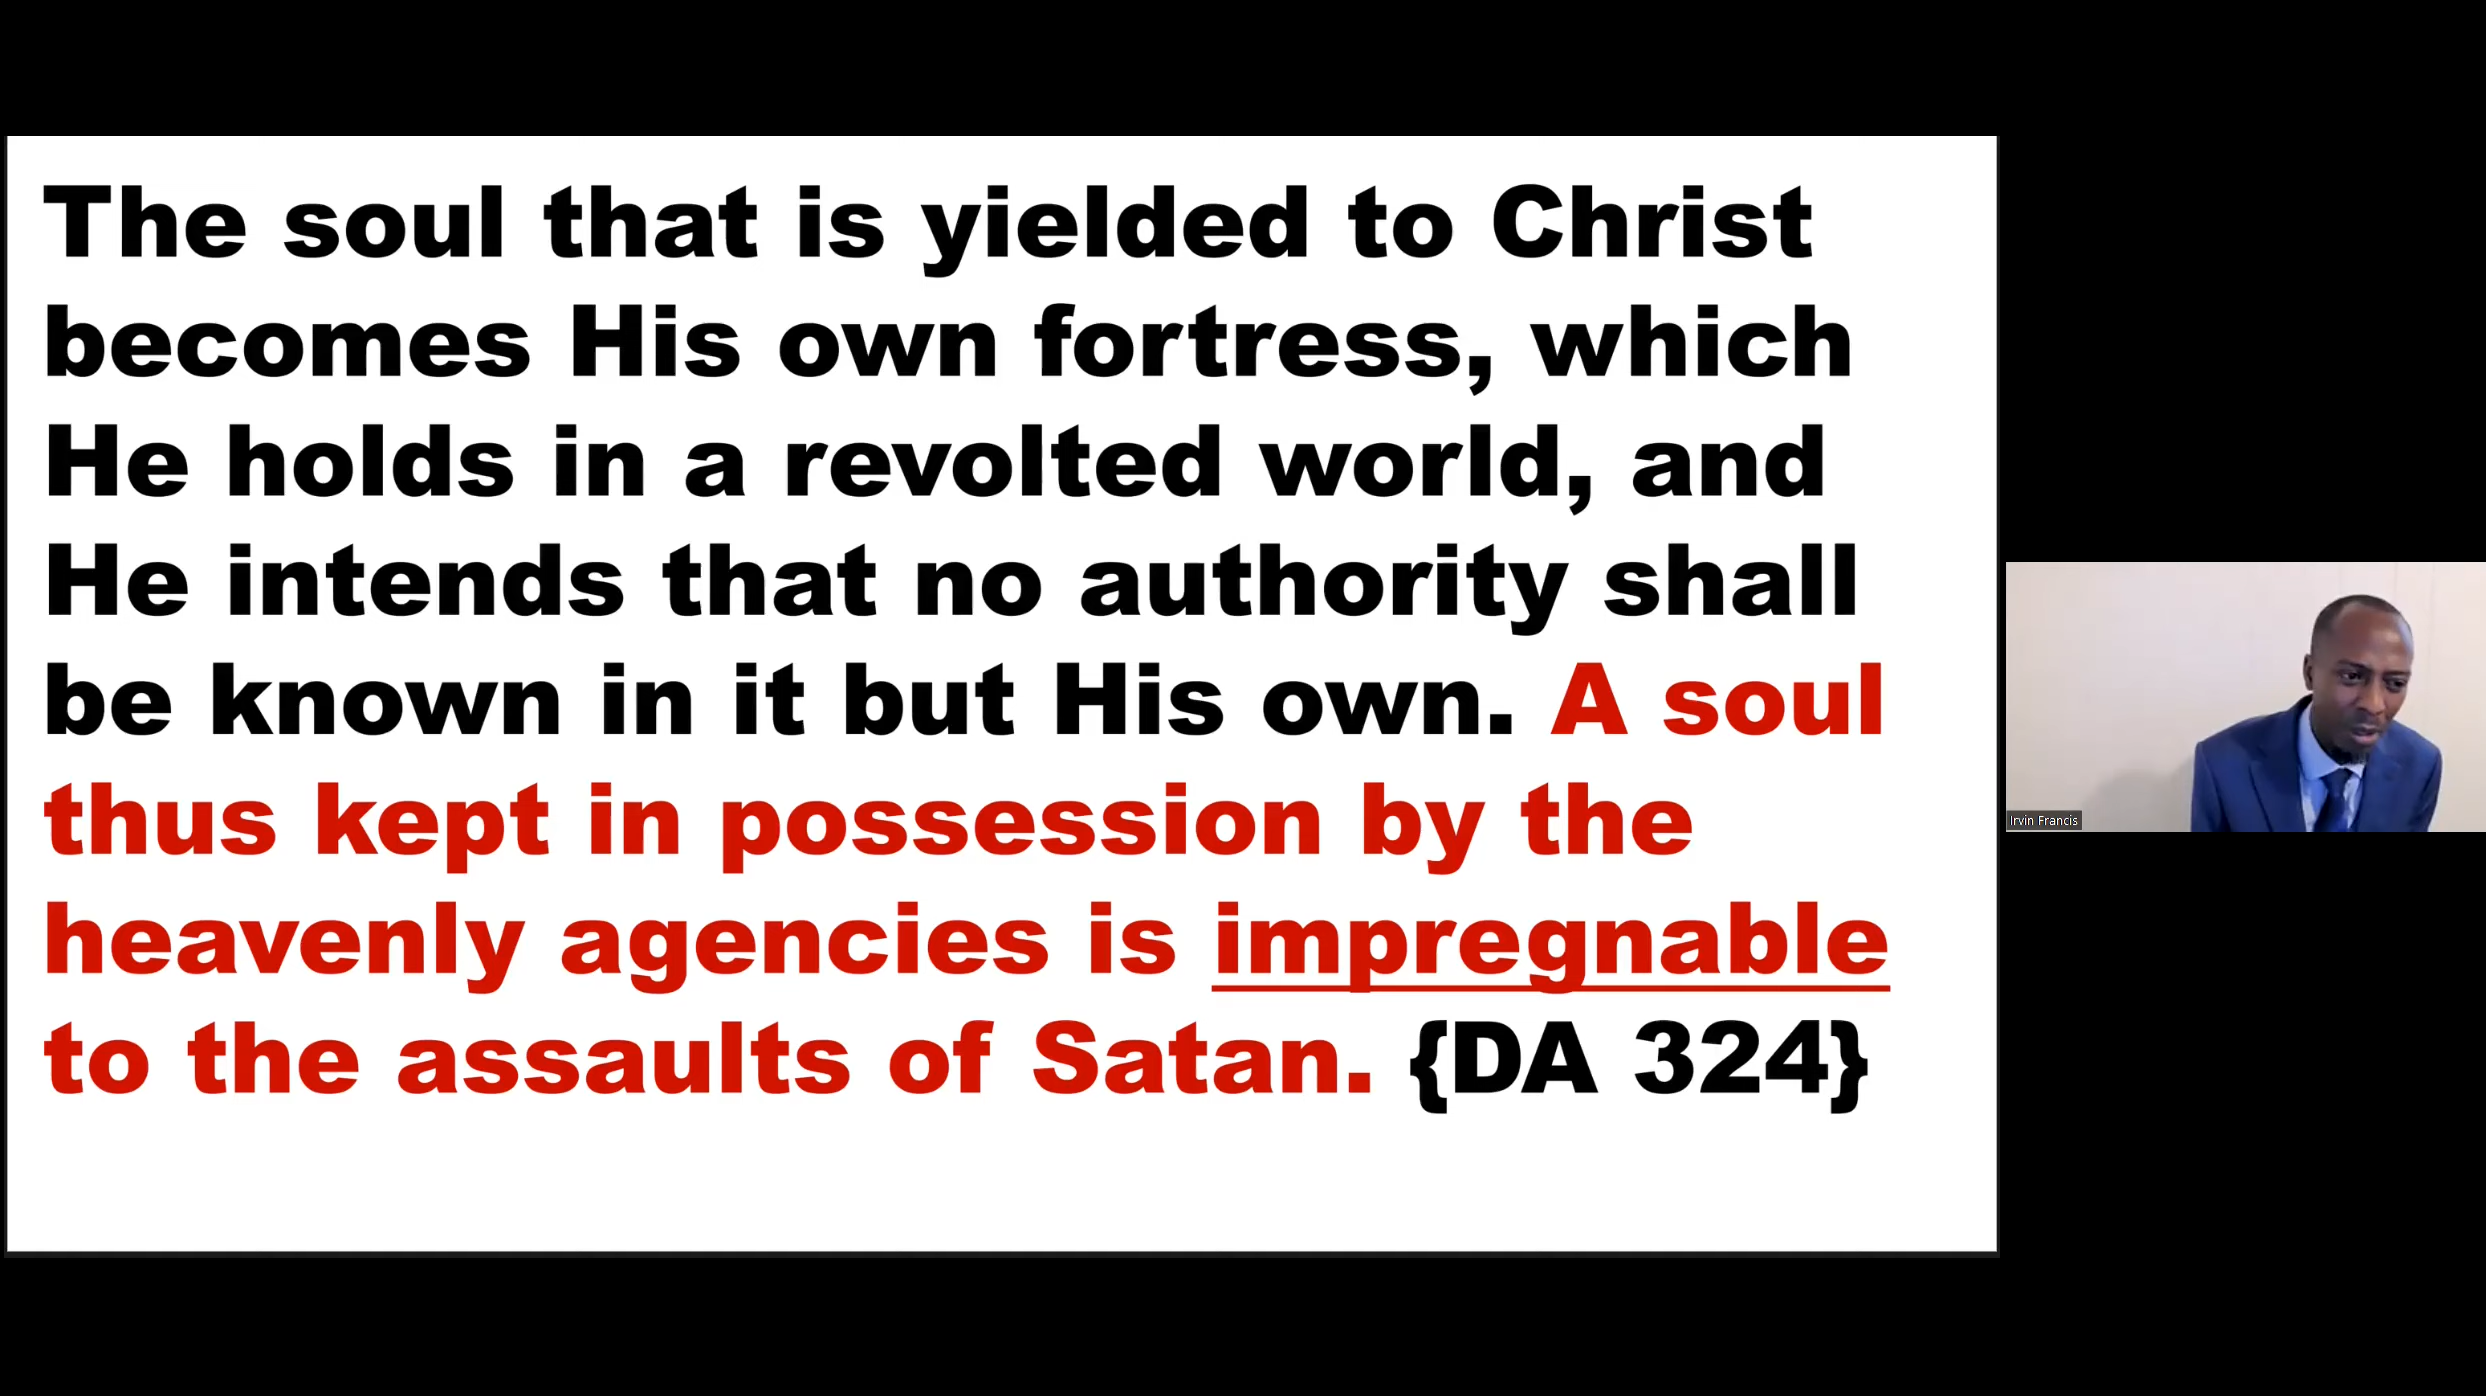 The soul that is yielded to Christ
becomes His own fortress, which
He holds in a revolted world, and
He intends that no authority shall
be known in it but His own. A soul
thus kept in possession by the
heavenly agencies is impregnable
to the assaults of Satan. {DA 324}
Irvin Francis